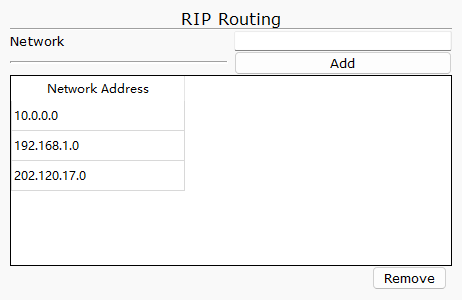 RIP Routing
Network
Add
Network Address
10.0.0.0
192.168.1.0
202.120.17.0
Remove